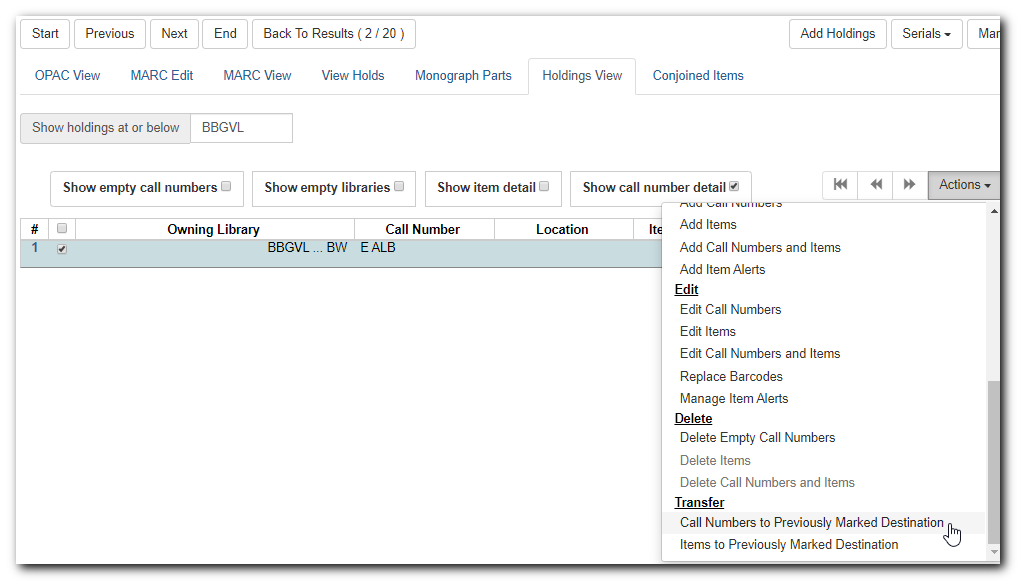 Start Previous Next End Back To Results ( 2 / 20 ) Add Holdings Serials
OPAC View MARC Edit MARC View View Holds Monograph Parts Holdings View Conjoined Items
Show holdings at or below BBGVL
Show empty call numbers Show empty libraries Show item detail Show call number detail Actions
# Owning Library Call Number Location
1 BBGVL ... BW E ALB
Add Call Numbers
Add Items
Add Call Numbers and Items
Add Item Alerts
Edit
Edit Call Numbers
Edit Items
Edit Call Numbers and Items
Replace Barcodes
Manage Item Alerts
Delete
Delete Empty Call Numbers
Delete Items
Delete Call Numbers and Items
Transfer
Call Numbers to Previously Marked Destination
Items to Previously Marked Destination